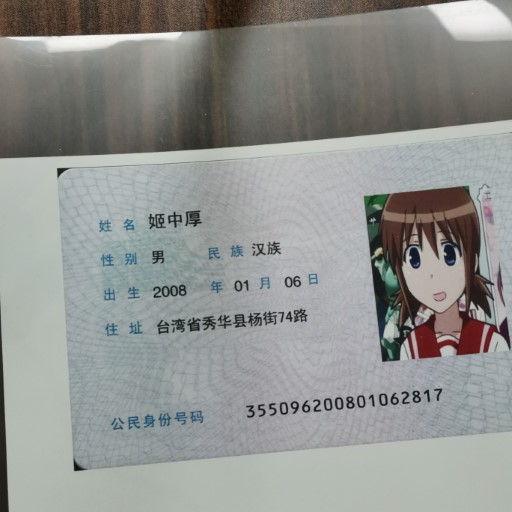 姓名 姬中厚
性别 男 民族 汉族
出生 2008 年 01 月 06 日
住址 台湾省秀华县杨街74路
公民身份号码 355096200801062817